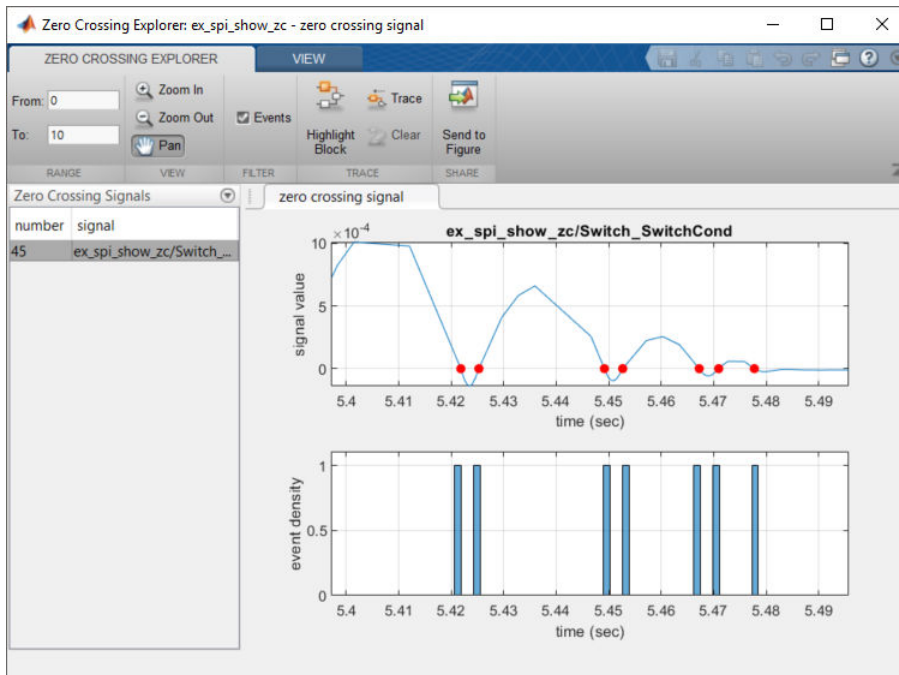 Zero Crossing Explorer: ex_spi_show_zc - zero crossing signal
ZERO CROSSING EXPLORER
VIEW
From: 0
To: 10
RANGE
Zoom In
Zoom Out
Pan
VIEW
Events
FILTER
Highlight
Block
Trace
Clear
TRACE
Send to
Figure
SHARE
Zero Crossing Signals
number signal
45 ex_spi_show_zc/Switch_...
zero crossing signal
ex_spi_show_zc/Switch_SwitchCond
×10⁻⁴
10
5
0
signal value
5.4 5.41 5.42 5.43 5.44 5.45 5.46 5.47 5.48 5.49
time (sec)
1
0.5
0
event density
5.4 5.41 5.42 5.43 5.44 5.45 5.46 5.47 5.48 5.49
time (sec)